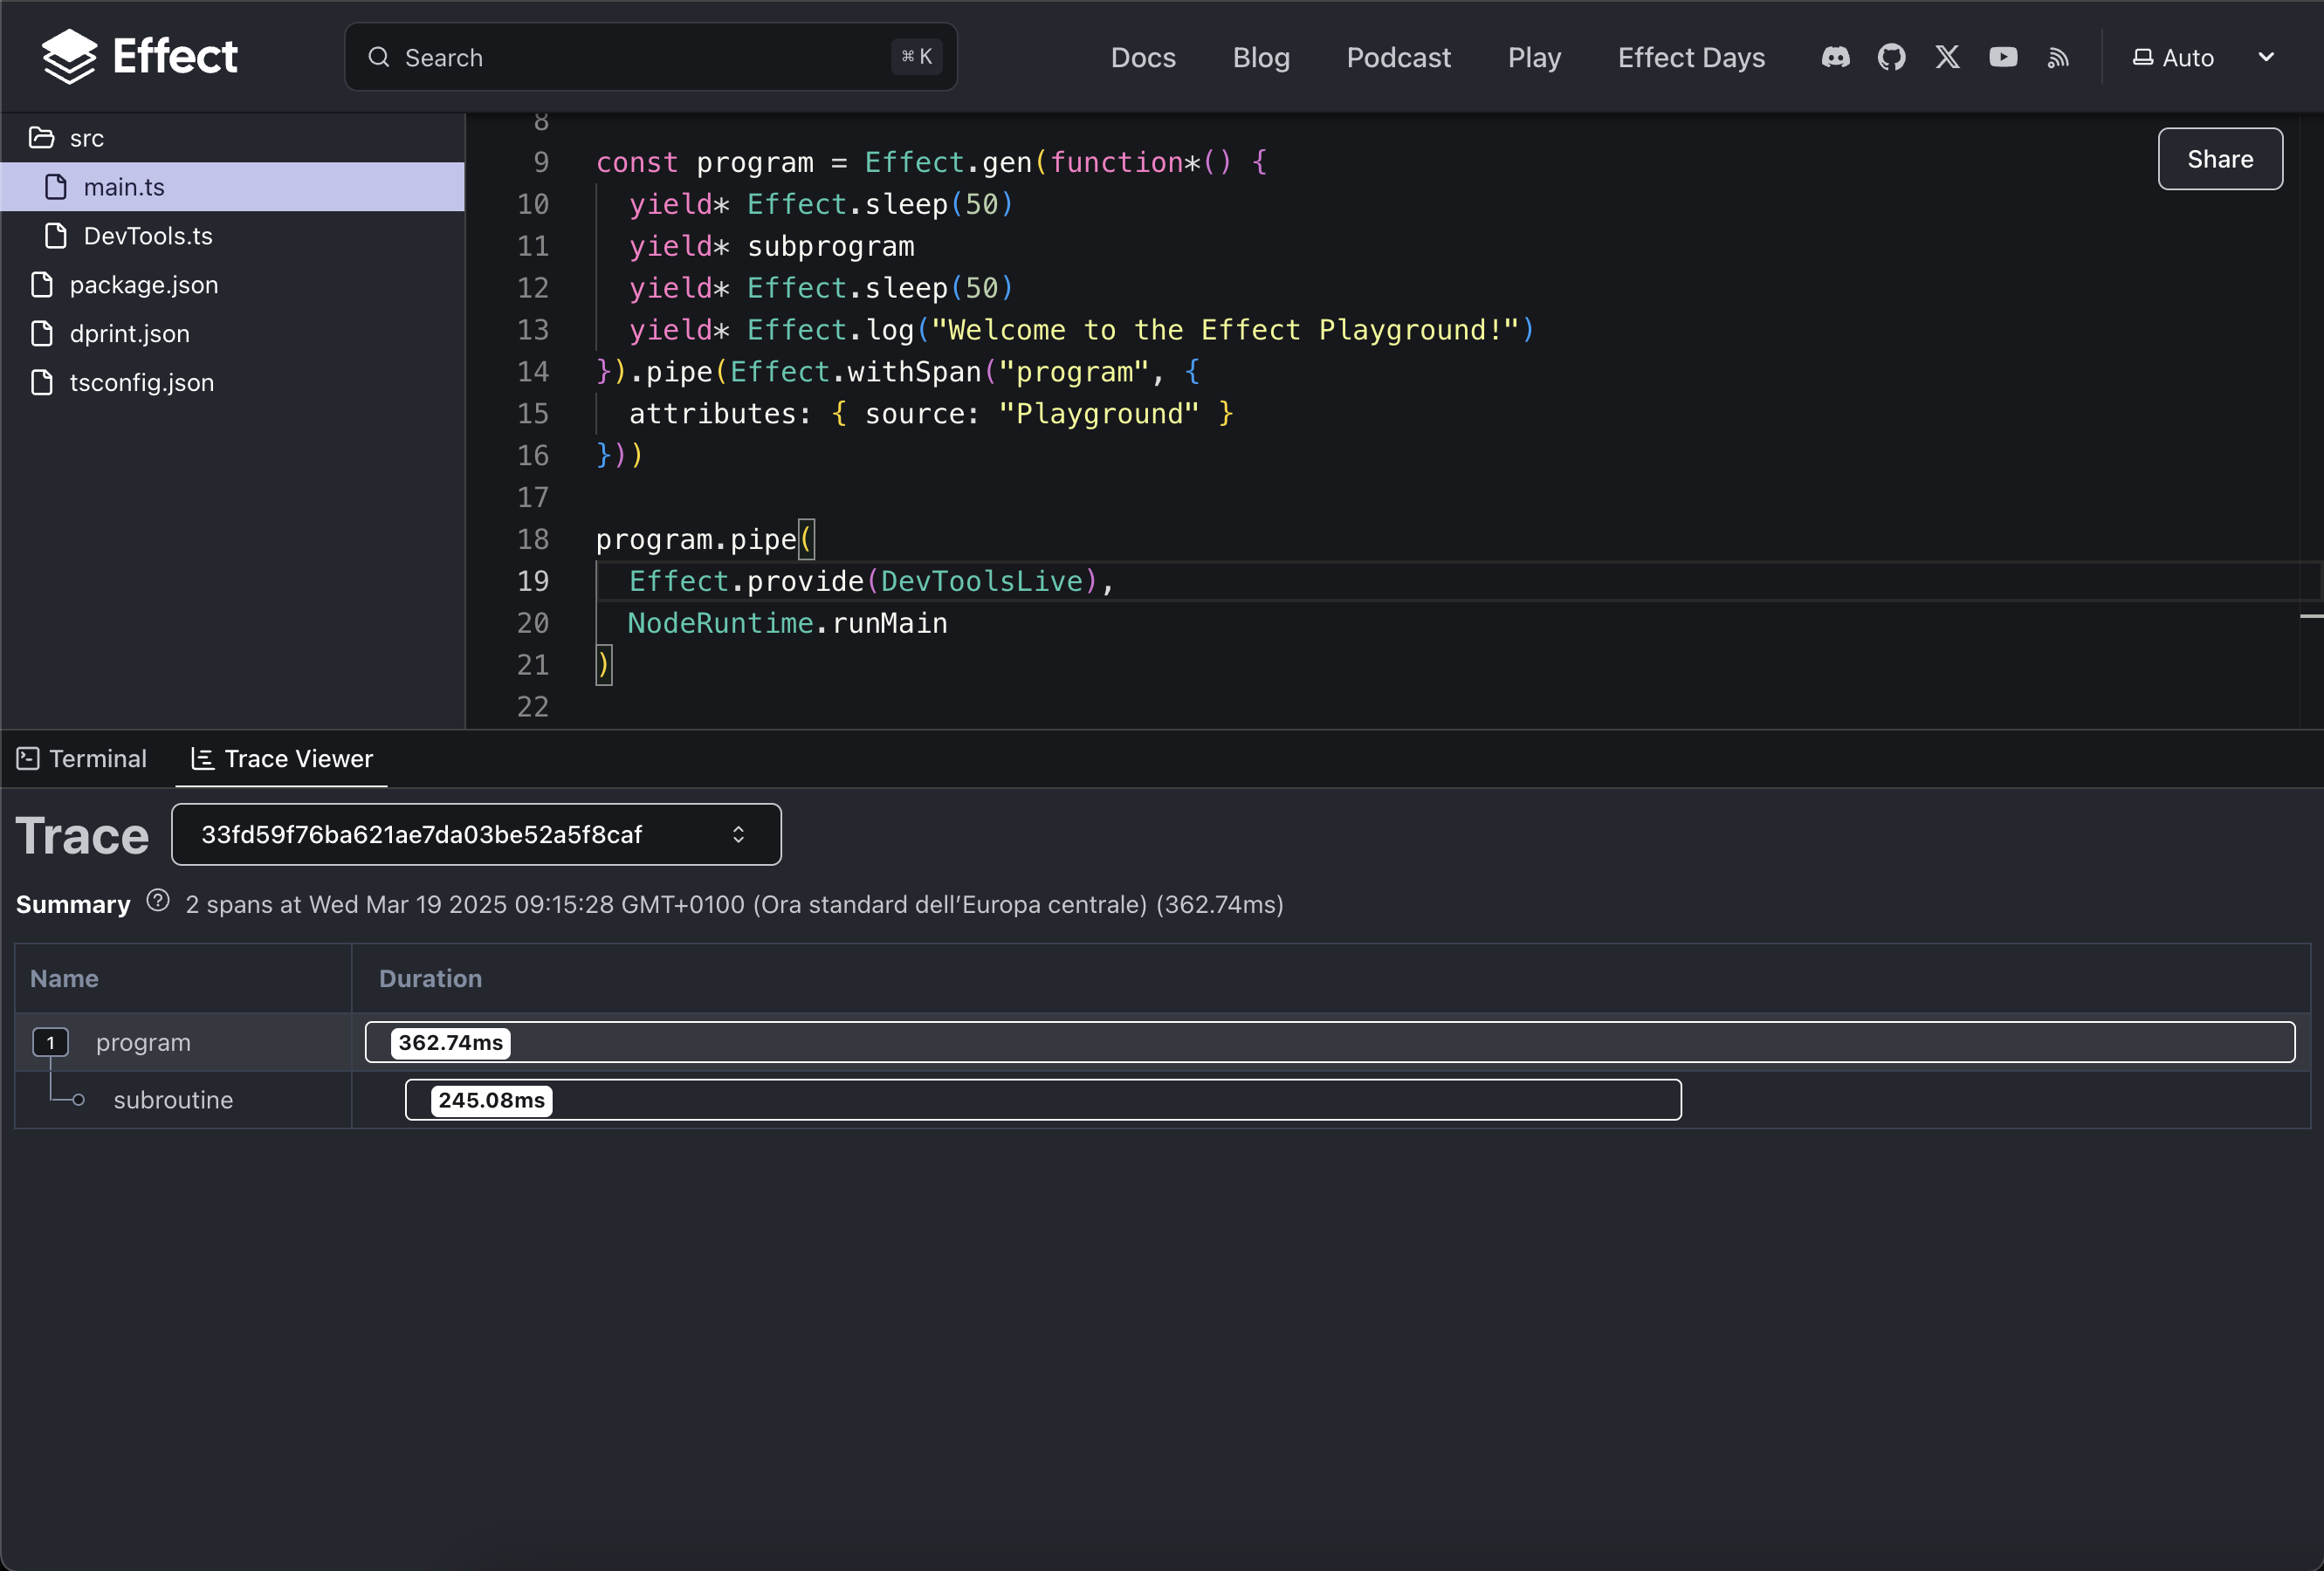 Effect
Search
⌘ K
Docs
Blog
Podcast
Play
Effect Days
Auto
src
main.ts
DevTools.ts
package.json
dprint.json
tsconfig.json
Share
8
9 const program = Effect.gen(function*() {
10 yield* Effect.sleep(50)
11 yield* subprogram
12 yield* Effect.sleep(50)
13 yield* Effect.log("Welcome to the Effect Playground!")
14 }).pipe(Effect.withSpan("program", {
15 attributes: { source: "Playground" }
16 }))
17
18 program.pipe(
19 Effect.provide(DevToolsLive),
20 NodeRuntime.runMain
21 )
22
Terminal
Trace Viewer
Trace
33fd59f76ba621ae7da03be52a5f8caf
Summary ? 2 spans at Wed Mar 19 2025 09:15:28 GMT+0100 (Ora standard dell’Europa centrale) (362.74ms)
Name
Duration
1 program
362.74ms
subroutine
245.08ms